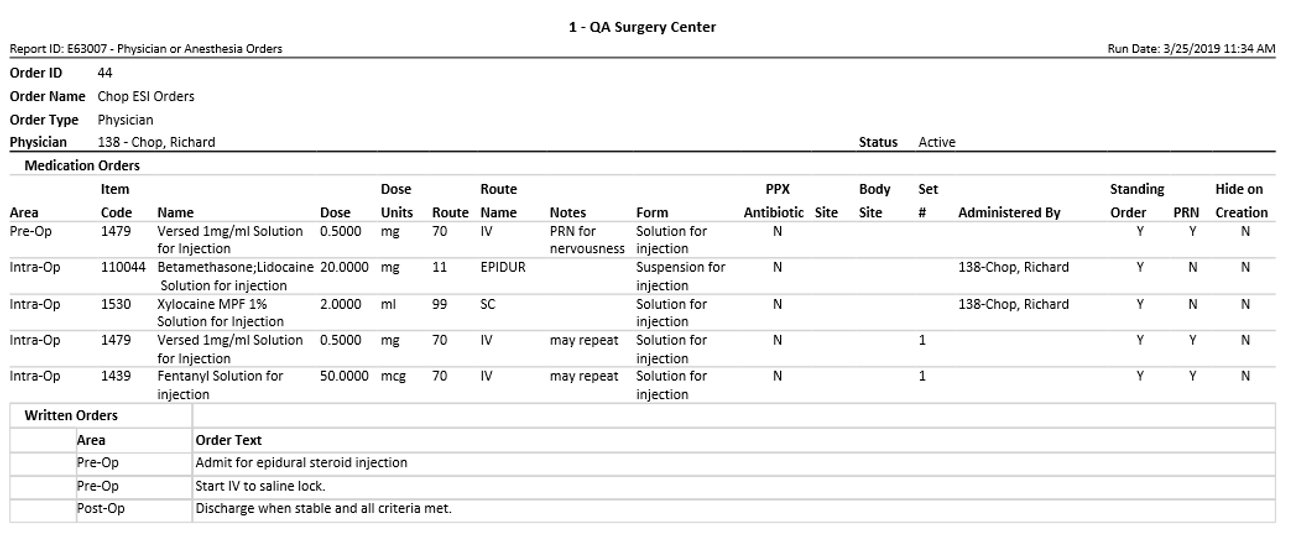 1 - QA Surgery Center
Report ID: E63007 - Physician or Anesthesia Orders Run Date: 3/25/2019 11:34 AM
Order ID 44
Order Name Chop ESI Orders
Order Type Physician
Physician 138 - Chop, Richard Status Active
Medication Orders
Item Dose Route PPX Body Set Standing Hide on
Area Code Name Dose Units Route Name Notes Form Antibiotic Site Site # Administered By Order PRN Creation
Pre-Op 1479 Versed 1mg/ml Solution 0.5000 mg 70 IV PRN for Solution for N Y Y N
for Injection nervousness injection
Intra-Op 110044 Betamethasone;Lidocaine 20.0000 mg 11 EPIDUR Suspension for N 138-Chop, Richard Y N N
Solution for injection injection
Intra-Op 1530 Xylocaine MPF 1% 2.0000 ml 99 SC Solution for N 138-Chop, Richard Y N N
Solution for Injection injection
Intra-Op 1479 Versed 1mg/ml Solution 0.5000 mg 70 IV may repeat Solution for N 1 Y Y N
for Injection injection
Intra-Op 1439 Fentanyl Solution for 50.0000 mcg 70 IV may repeat Solution for N 1 Y Y N
injection injection
Written Orders
Area Order Text
Pre-Op Admit for epidural steroid injection
Pre-Op Start IV to saline lock.
Post-Op Discharge when stable and all criteria met.